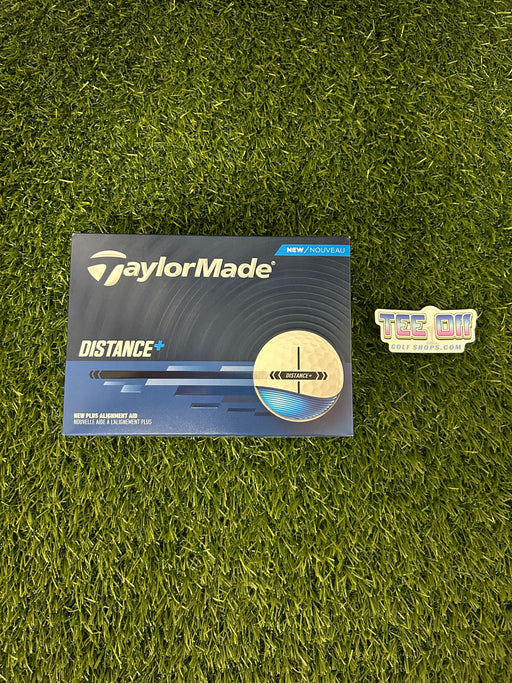 NEW/NOUVEAU
TaylorMade®
DISTANCE+
DISTANCE+
NEW PLUS ALIGNMENT AID
NOUVELLE AIDE À L'ALIGNEMENT PLUS
TEE Off
GOLF SHOPS.COM